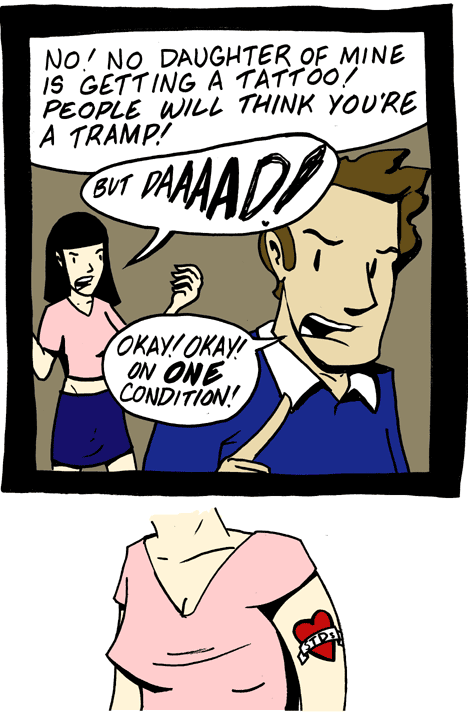 NO! NO DAUGHTER OF MINE
IS GETTING A TATTOO!
PEOPLE WILL THINK YOU'RE
A TRAMP!
BUT DAAAAD!
OKAY! OKAY!
ON ONE
CONDITION!
STDs